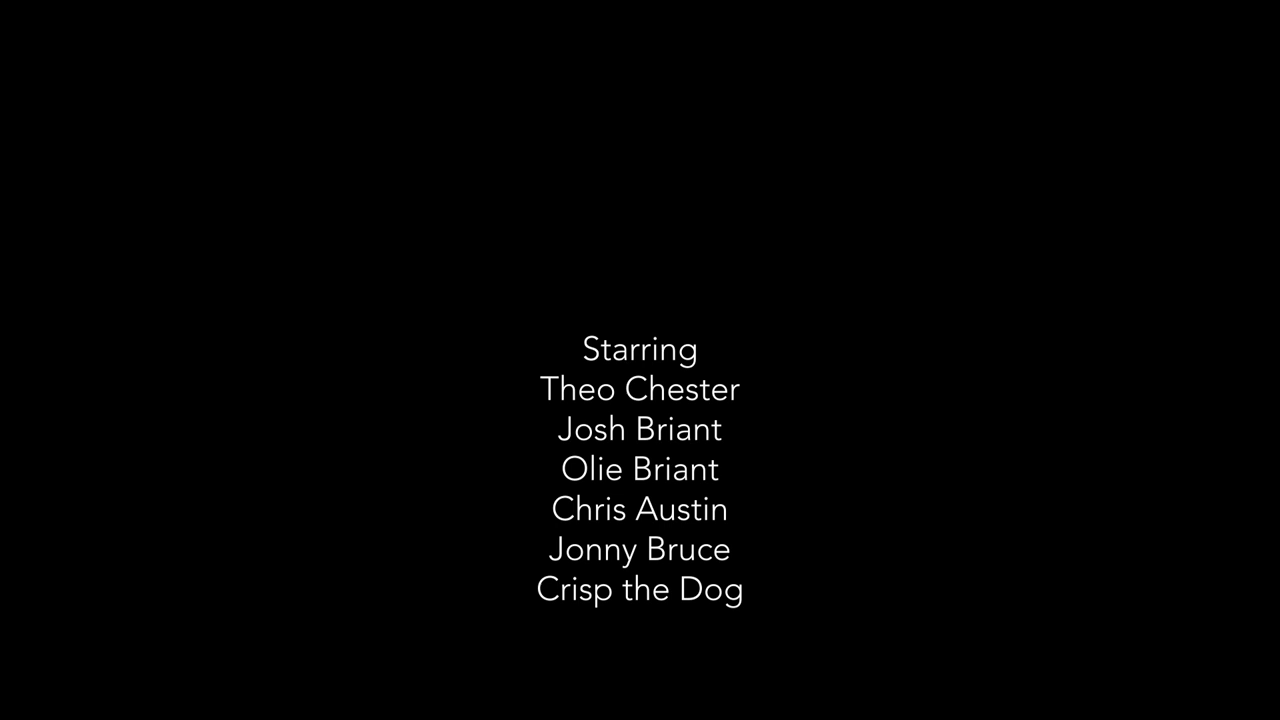 Starring
Theo Chester
Josh Briant
Olie Briant
Chris Austin
Jonny Bruce
Crisp the Dog